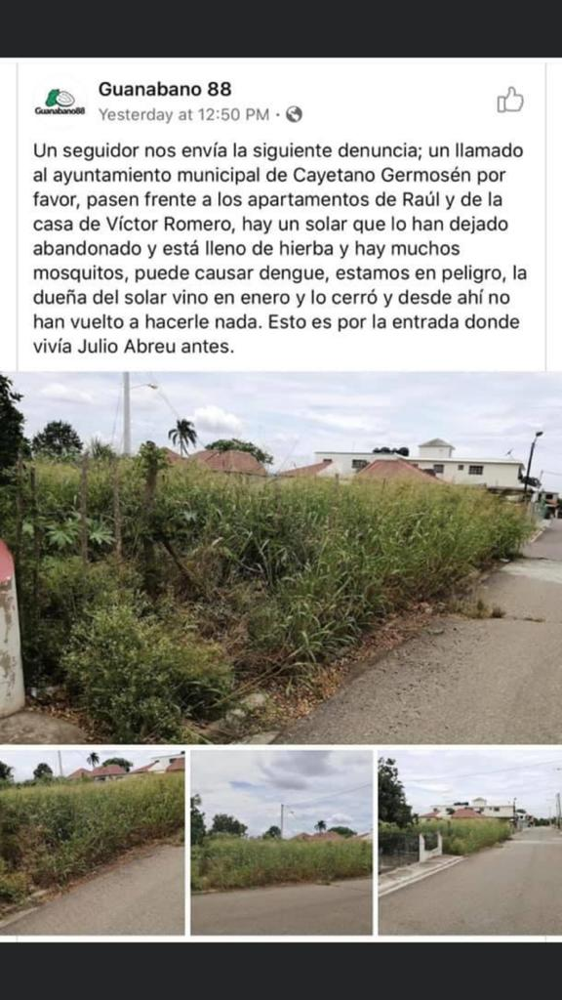 Guanabano 88
Guanabano88
Yesterday at 12:50 PM ·
Un seguidor nos envía la siguiente denuncia; un llamado
al ayuntamiento municipal de Cayetano Germosén por
favor, pasen frente a los apartamentos de Raúl y de la
casa de Víctor Romero, hay un solar que lo han dejado
abandonado y está lleno de hierba y hay muchos
mosquitos, puede causar dengue, estamos en peligro, la
dueña del solar vino en enero y lo cerró y desde ahí no
han vuelto a hacerle nada. Esto es por la entrada donde
vivía Julio Abreu antes.